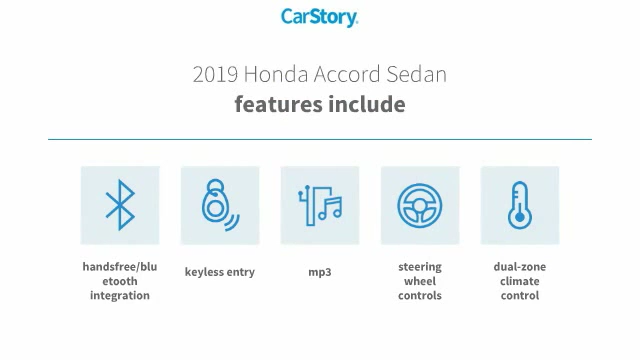 CarStory
2019 Honda Accord Sedan
features include
handsfree/blu
etooth
integration
keyless entry
mp3
steering
wheel
controls
dual-zone
climate
control